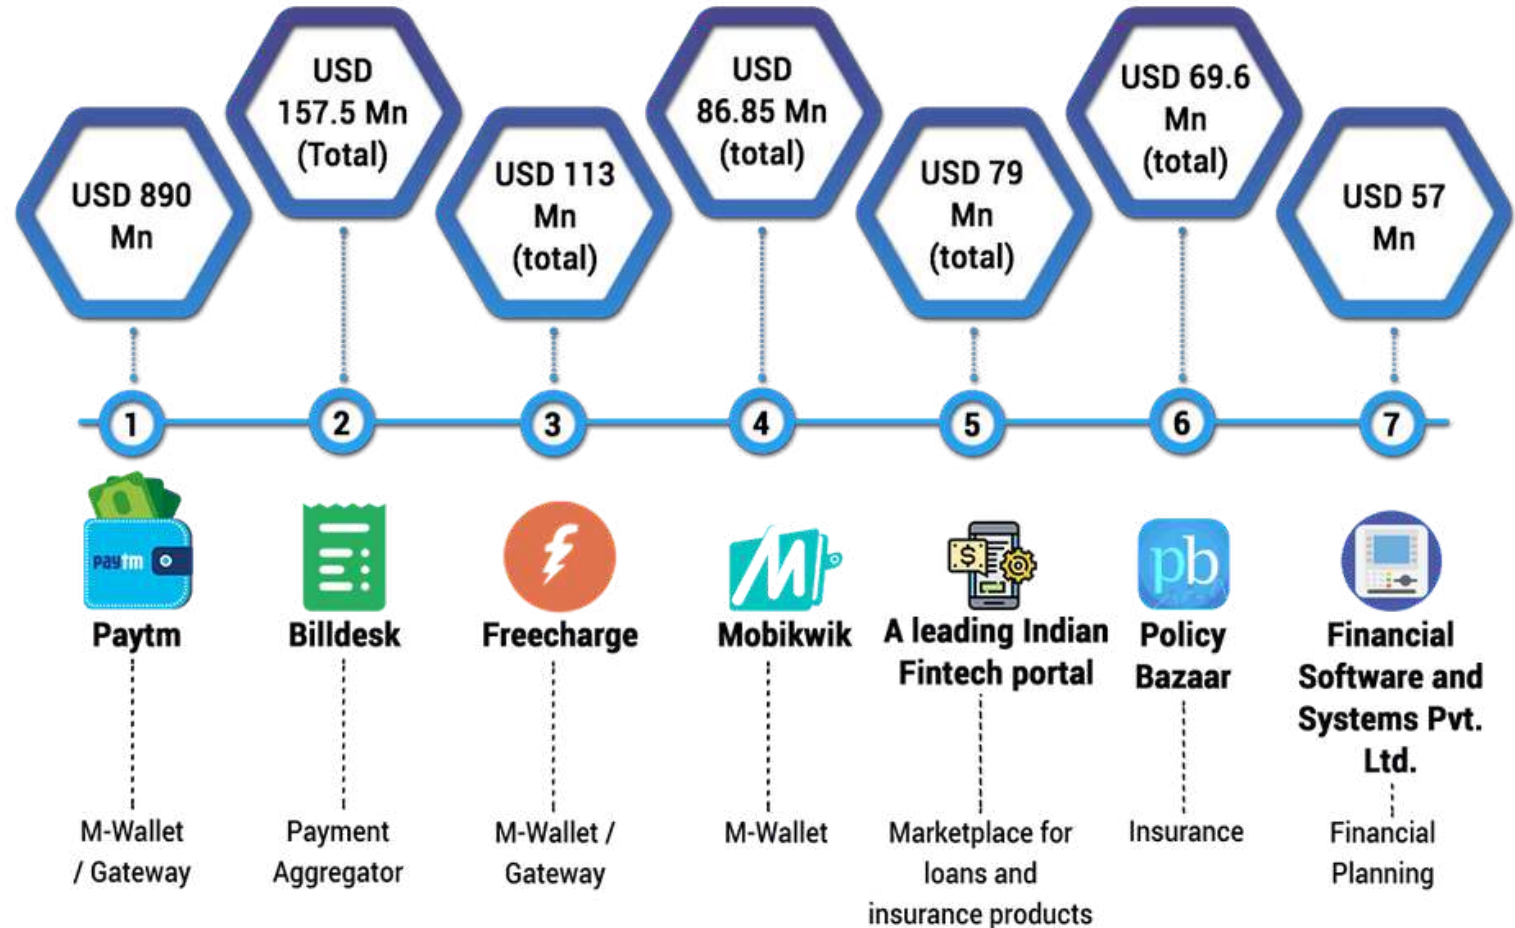 USD 890
Mn
USD
157.5 Mn
(Total)
USD 113
Mn
(total)
USD
86.85 Mn
(total)
USD 79
Mn
(total)
USD 69.6
Mn
(total)
USD 57
Mn
1
2
3
4
5
6
7
paytm
$
pb
Paytm
Billdesk
Freecharge
Mobikwik
A leading Indian
Fintech portal
Policy
Bazaar
Financial
Software and
Systems Pvt.
Ltd.
M-Wallet
/ Gateway
Payment
Aggregator
M-Wallet /
Gateway
M-Wallet
Marketplace for
loans and
insurance products
Insurance
Financial
Planning